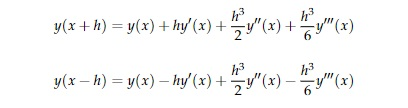 y(x + h) = y(x) + hy′(x) + h³/2 y″(x) + h³/6 y‴(x)
y(x − h) = y(x) − hy′(x) + h³/2 y″(x) − h³/6 y‴(x)